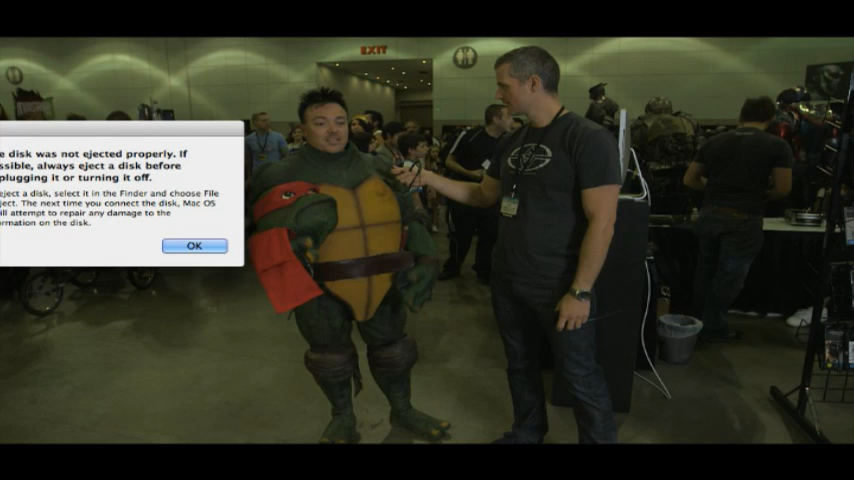 EXIT
e disk was not ejected properly. If
ssible, always eject a disk before
plugging it or turning it off.
eject a disk, select it in the Finder and choose File
ject. The next time you connect the disk, Mac OS
ill attempt to repair any damage to the
ormation on the disk.
OK